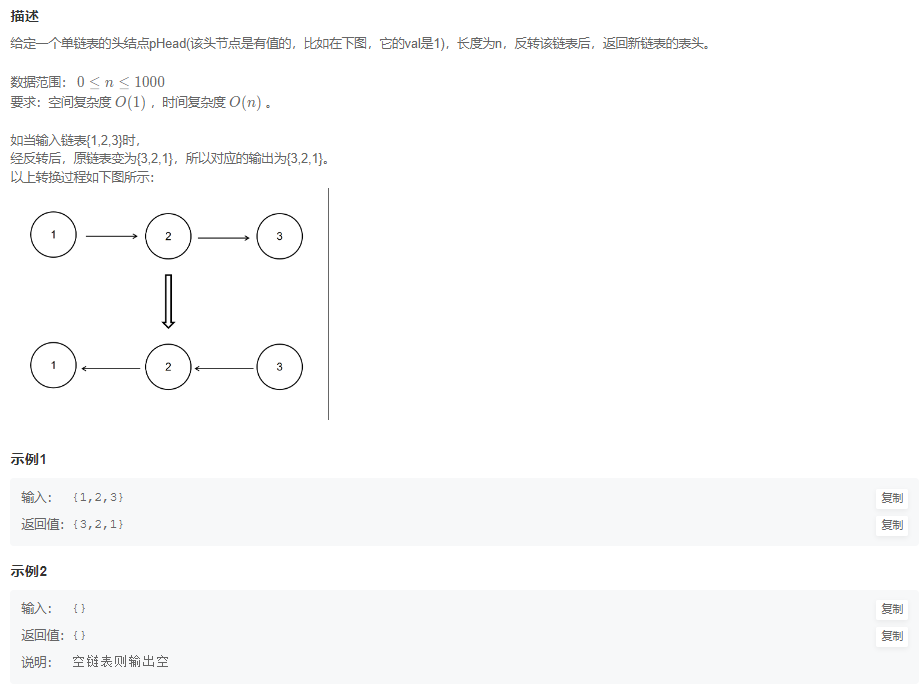 描述
给定一个单链表的头结点pHead(该头节点是有值的，比如在下图，它的val是1)，长度为n，反转该链表后，返回新链表的表头。
数据范围： 0 ≤ n ≤ 1000
要求：空间复杂度 O(1) ，时间复杂度 O(n) 。
如当输入链表{1,2,3}时，
经反转后，原链表变为{3,2,1}，所以对应的输出为{3,2,1}。
以上转换过程如下图所示：
1 2 3
1 2 3
示例1
输入： {1,2,3} 复制
返回值：{3,2,1} 复制
示例2
输入： {} 复制
返回值：{} 复制
说明： 空链表则输出空